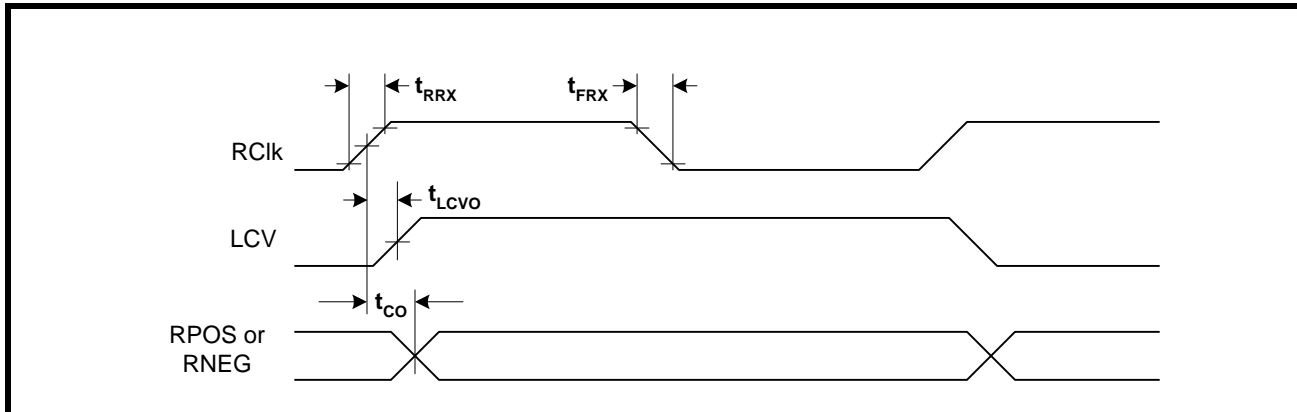 t_RRX
t_FRX
RClk
t_LCVO
LCV
t_CO
RPOS or
RNEG